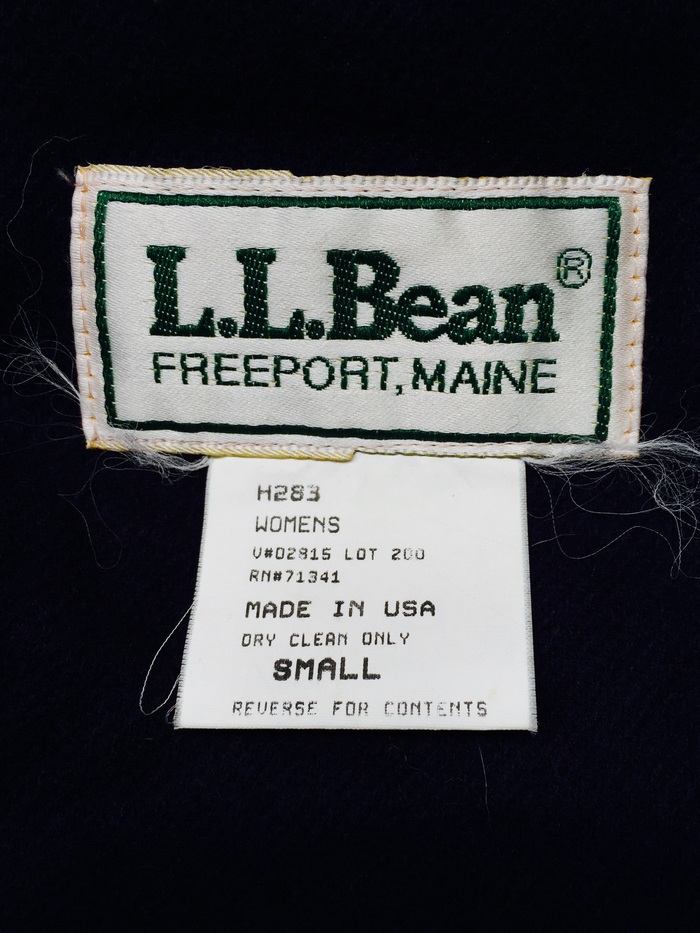 L.L.Bean®
FREEPORT, MAINE
H283
WOMENS
V#02815 LOT 200
RN#71341
MADE IN USA
DRY CLEAN ONLY
SMALL
REVERSE FOR CONTENTS